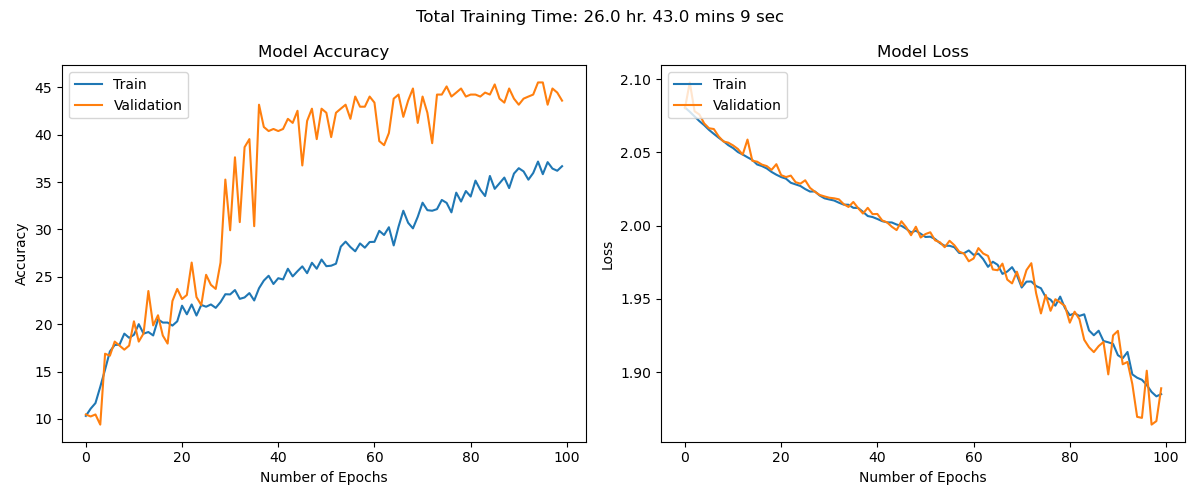 Total Training Time: 26.0 hr. 43.0 mins 9 sec
Model Accuracy
Train
Validation
45
40
35
30
25
20
15
10
Accuracy
0 20 40 60 80 100
Number of Epochs
Model Loss
Train
Validation
2.10
2.05
2.00
1.95
1.90
Loss
0 20 40 60 80 100
Number of Epochs